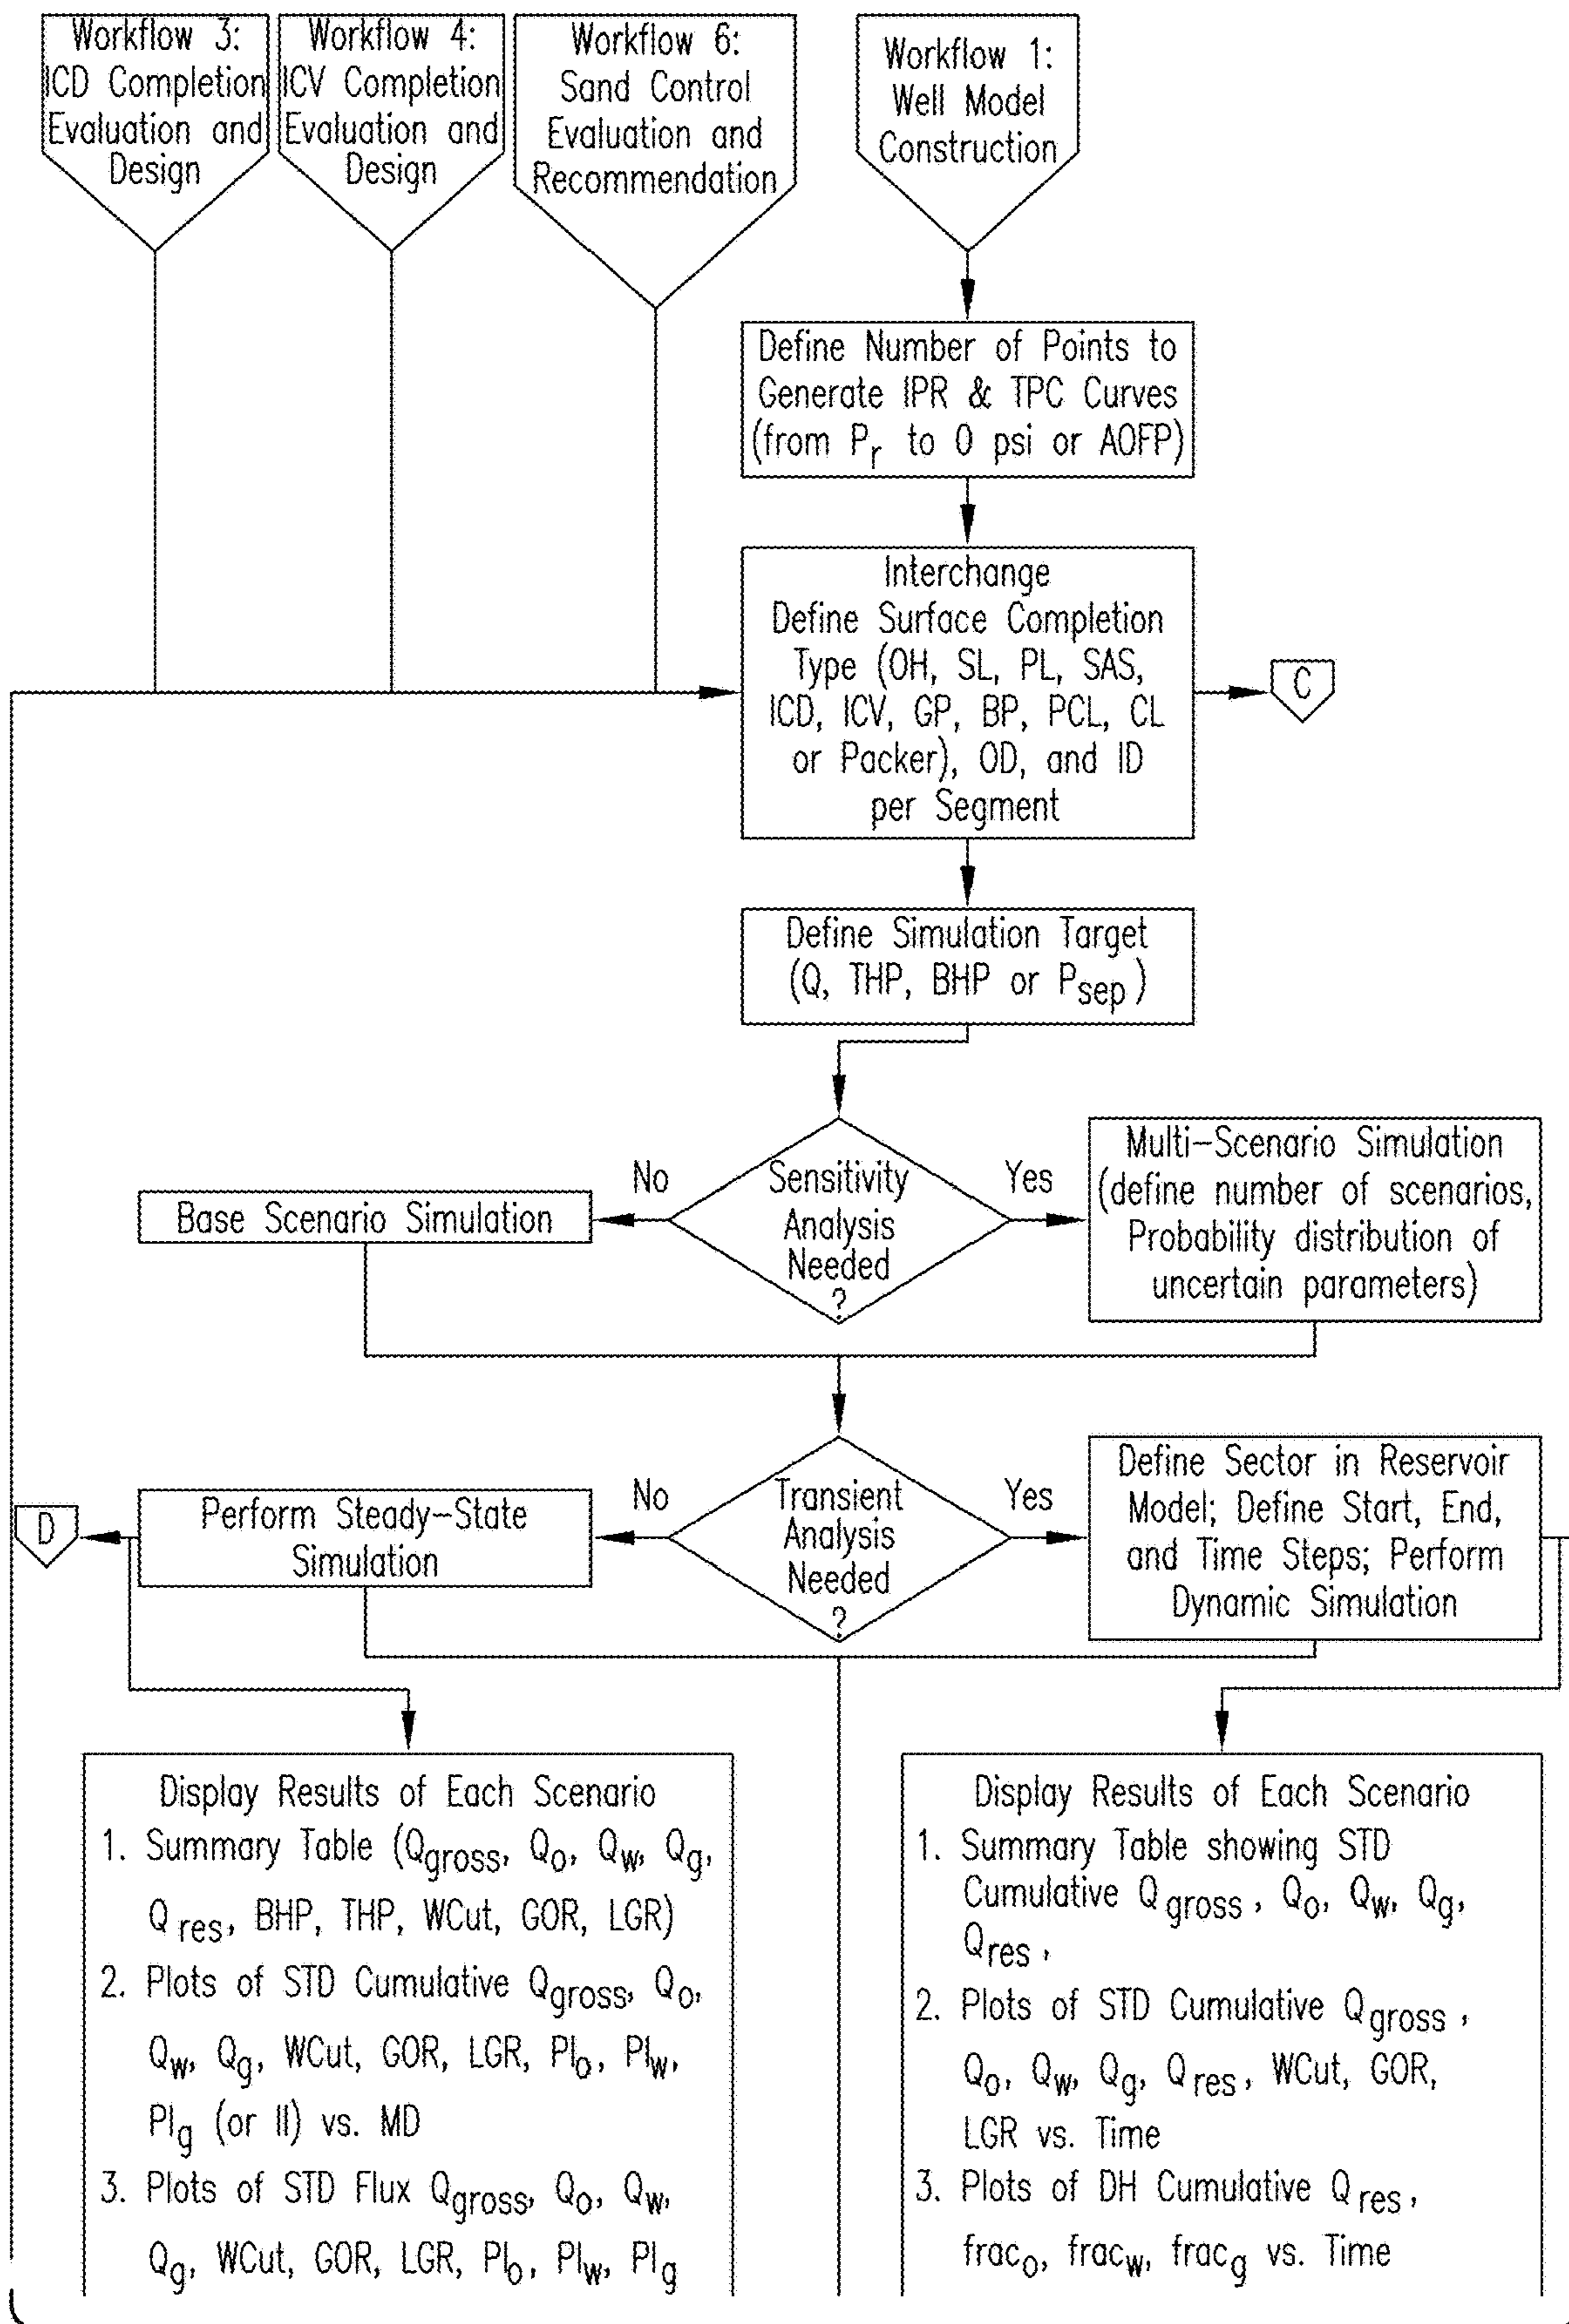 Workflow 3:
ICD Completion
Evaluation and
Design
Workflow 4:
ICV Completion
Evaluation and
Design
Workflow 6:
Sand Control
Evaluation and
Recommendation
Workflow 1:
Well Model
Construction
Define Number of Points to
Generate IPR & TPC Curves
(from Pr to 0 psi or AOFP)
Interchange
Define Surface Completion
Type (OH, SL, PL, SAS,
ICD, ICV, GP, BP, PCL, CL
or Packer), OD, and ID
per Segment
C
Define Simulation Target
(Q, THP, BHP or Psep)
Sensitivity
Analysis
Needed
?
No
Yes
Base Scenario Simulation
Multi-Scenario Simulation
(define number of scenarios,
Probability distribution of
uncertain parameters)
Transient
Analysis
Needed
?
No
Yes
D
Perform Steady-State
Simulation
Define Sector in Reservoir
Model; Define Start, End,
and Time Steps; Perform
Dynamic Simulation
Display Results of Each Scenario
1. Summary Table (Qgross, Qo, Qw, Qg,
Qres, BHP, THP, WCut, GOR, LGR)
2. Plots of STD Cumulative Qgross, Qo,
Qw, Qg, WCut, GOR, LGR, PIo, PIw,
PIg (or II) vs. MD
3. Plots of STD Flux Qgross, Qo, Qw,
Qg, WCut, GOR, LGR, PIo, PIw, PIg
Display Results of Each Scenario
1. Summary Table showing STD
Cumulative Qgross, Qo, Qw, Qg,
Qres,
2. Plots of STD Cumulative Qgross,
Qo, Qw, Qg, Qres, WCut, GOR,
LGR vs. Time
3. Plots of DH Cumulative Qres,
fraco, fracw, fracg vs. Time